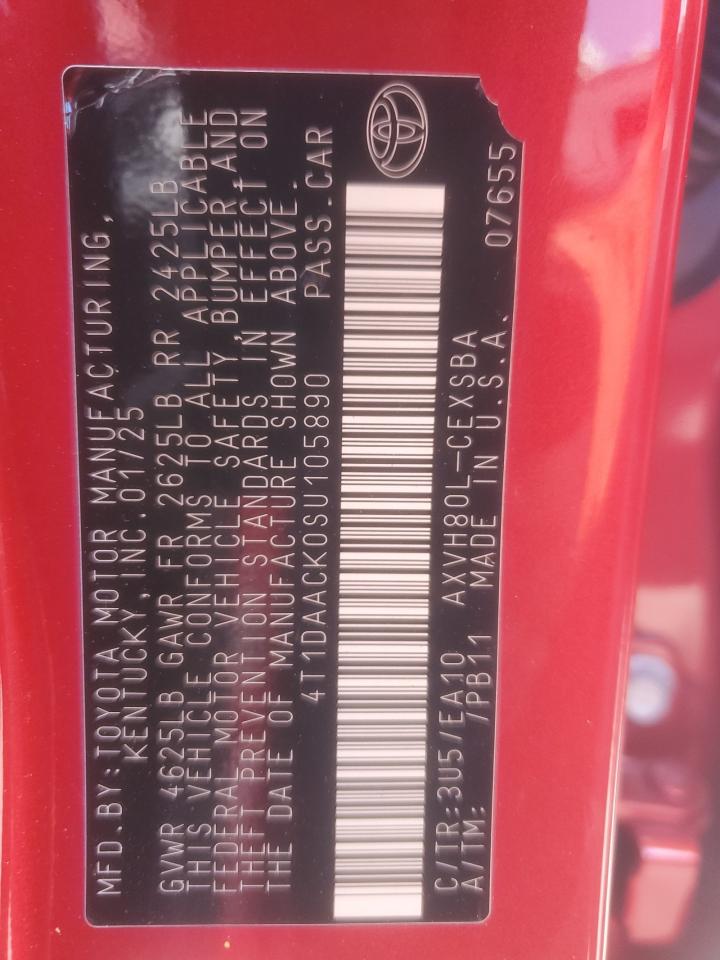 MFD.BY:TOYOTA MOTOR MANUFACTURING,
KENTUCKY,INC.01/25
GVWR 4625LB GAWR FR 2625LB RR 2425LB
THIS VEHICLE CONFORMS TO ALL APPLICABLE
FEDERAL MOTOR VEHICLE SAFETY,BUMPER,AND
THEFT PREVENTION STANDARDS IN EFFECT ON
THE DATE OF MANUFACTURE SHOWN ABOVE.
4T1DAACK0SU105890 PASS.CAR
C/TR:3U5/EA10 AXVH80L-CEXSBA 07655
A/TM: /PB11 MADE IN U.S.A.